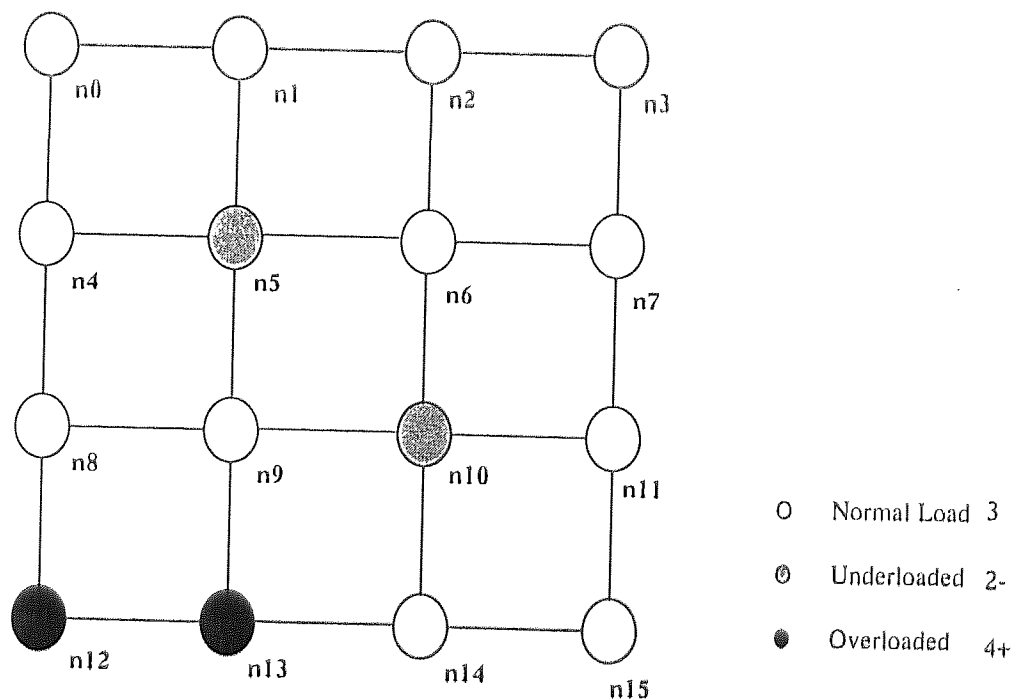 n0
n1
n2
n3
n4
n5
n6
n7
n8
n9
n10
n11
n12
n13
n14
n15
Normal Load 3
Underloaded 2-
Overloaded 4+